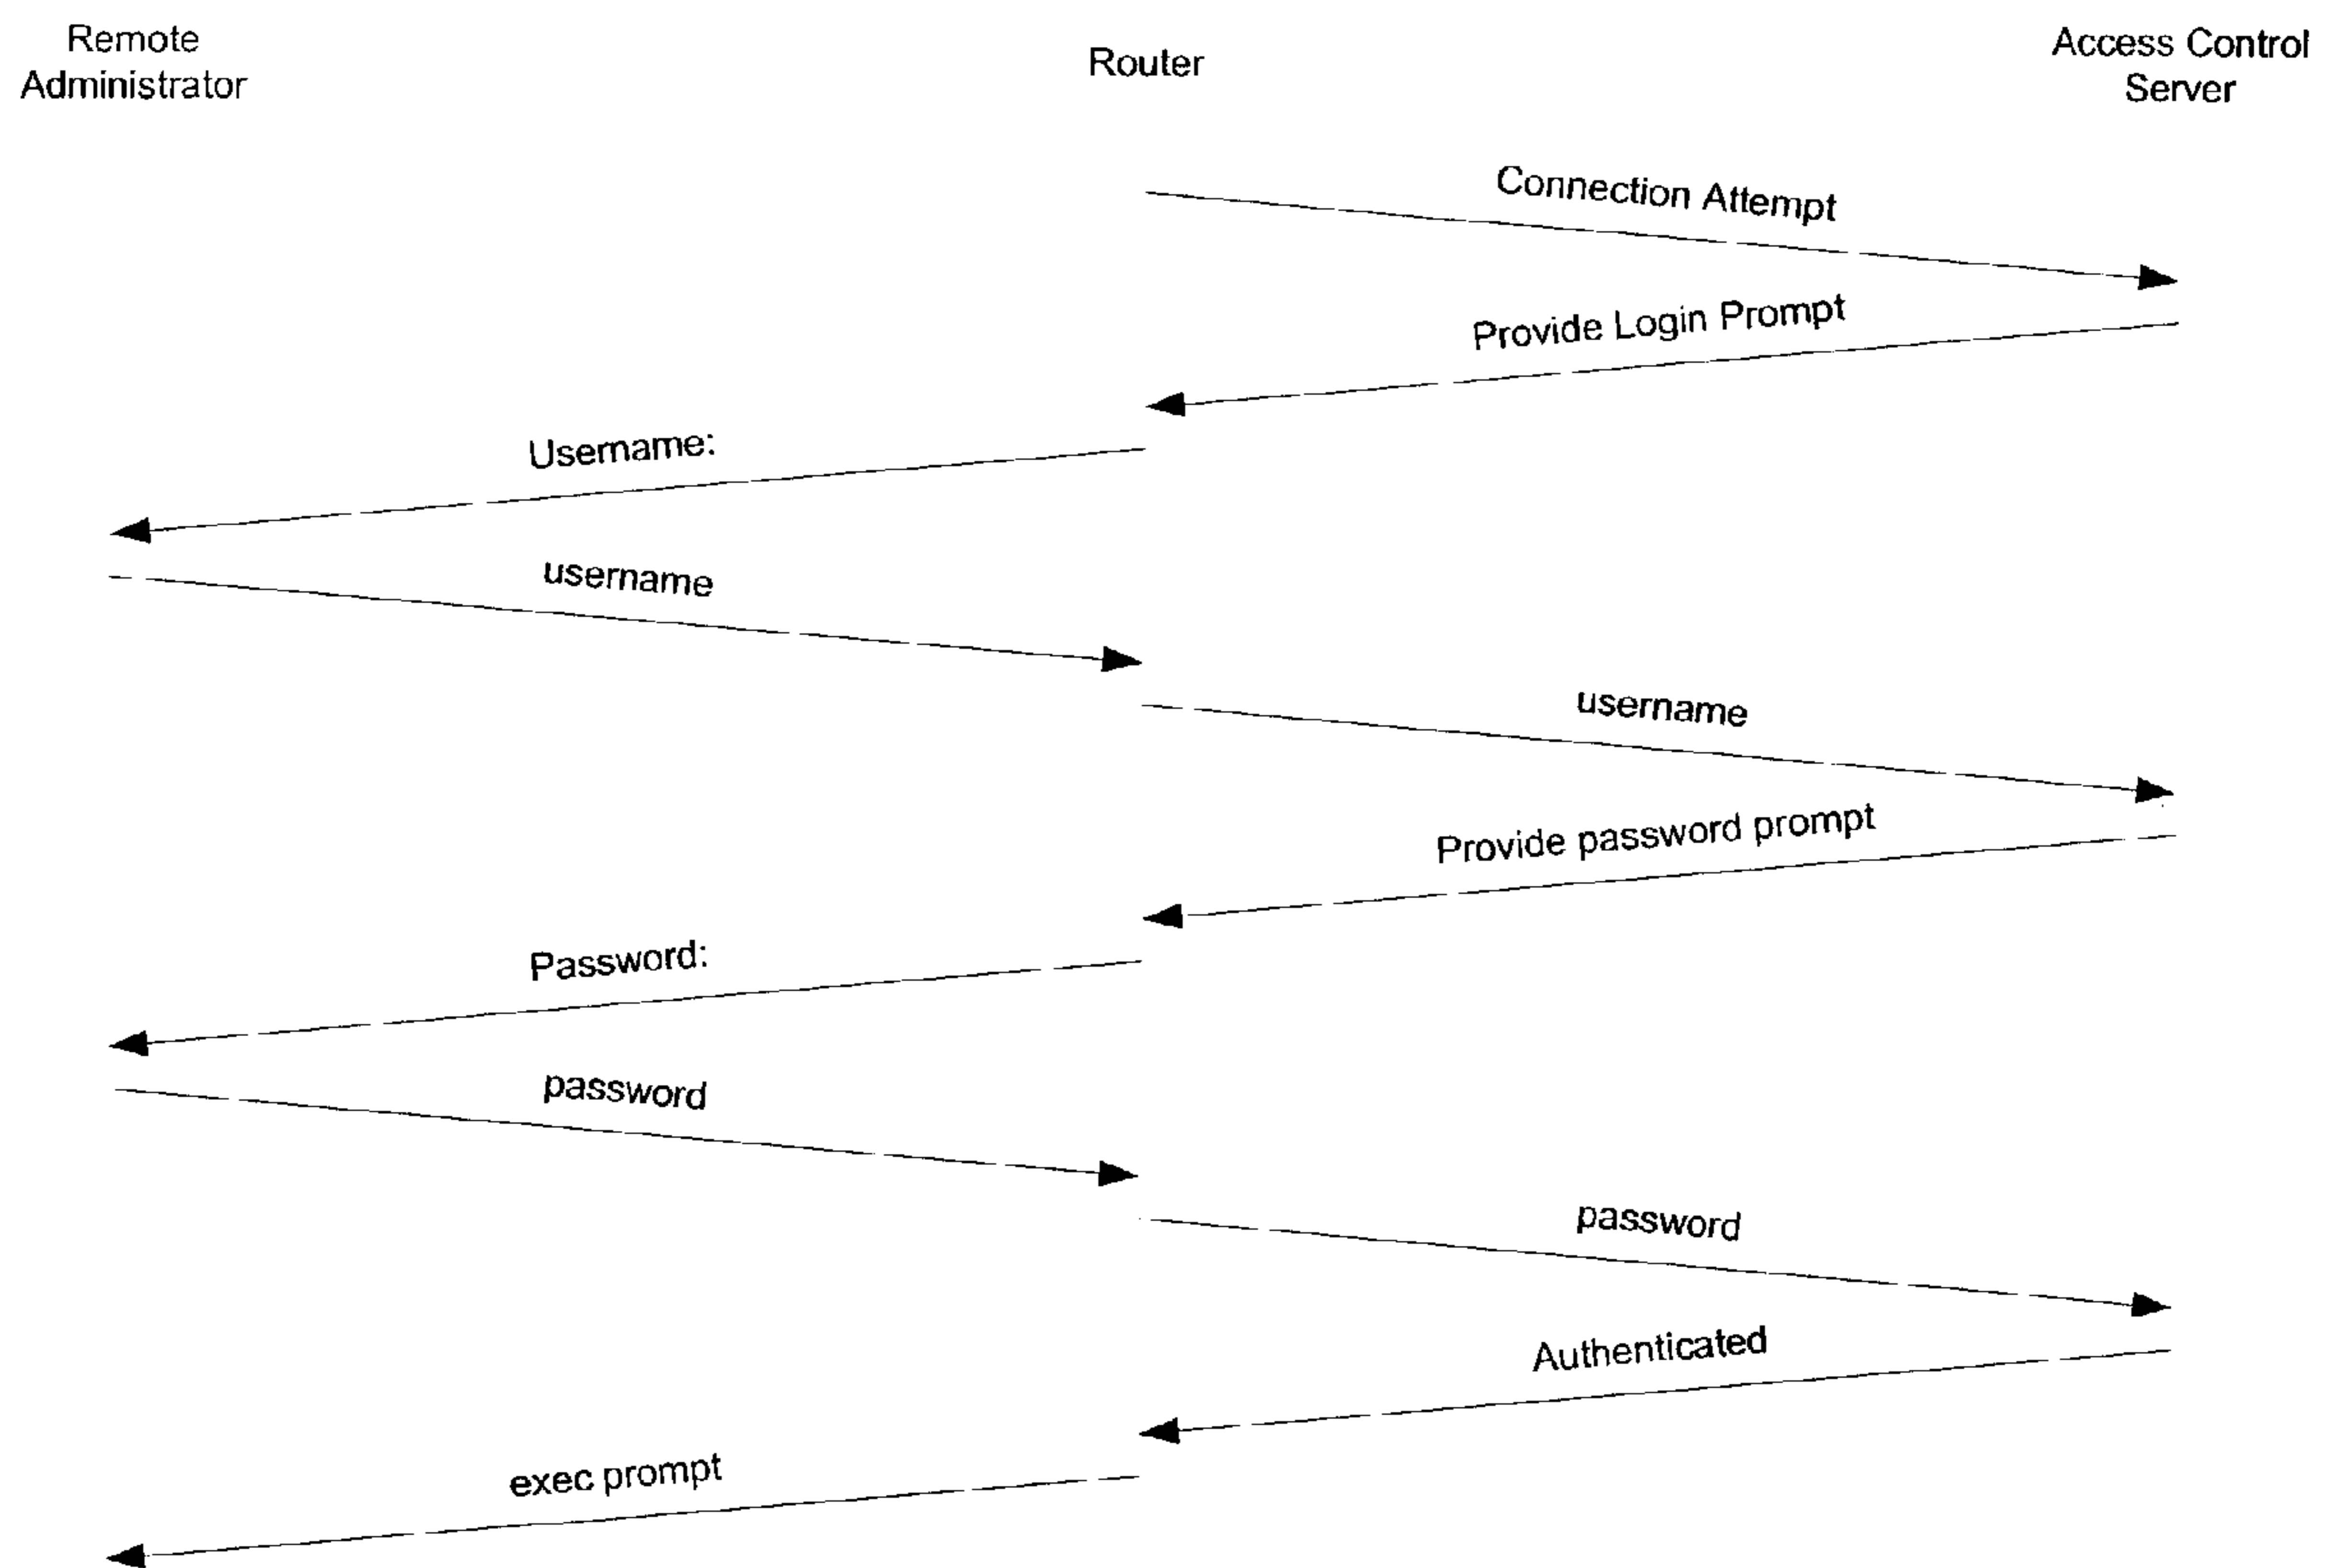 Remote
Administrator
Router
Access Control
Server
Connection Attempt
Provide Login Prompt
Username:
username
username
Provide password prompt
Password:
password
password
Authenticated
exec prompt